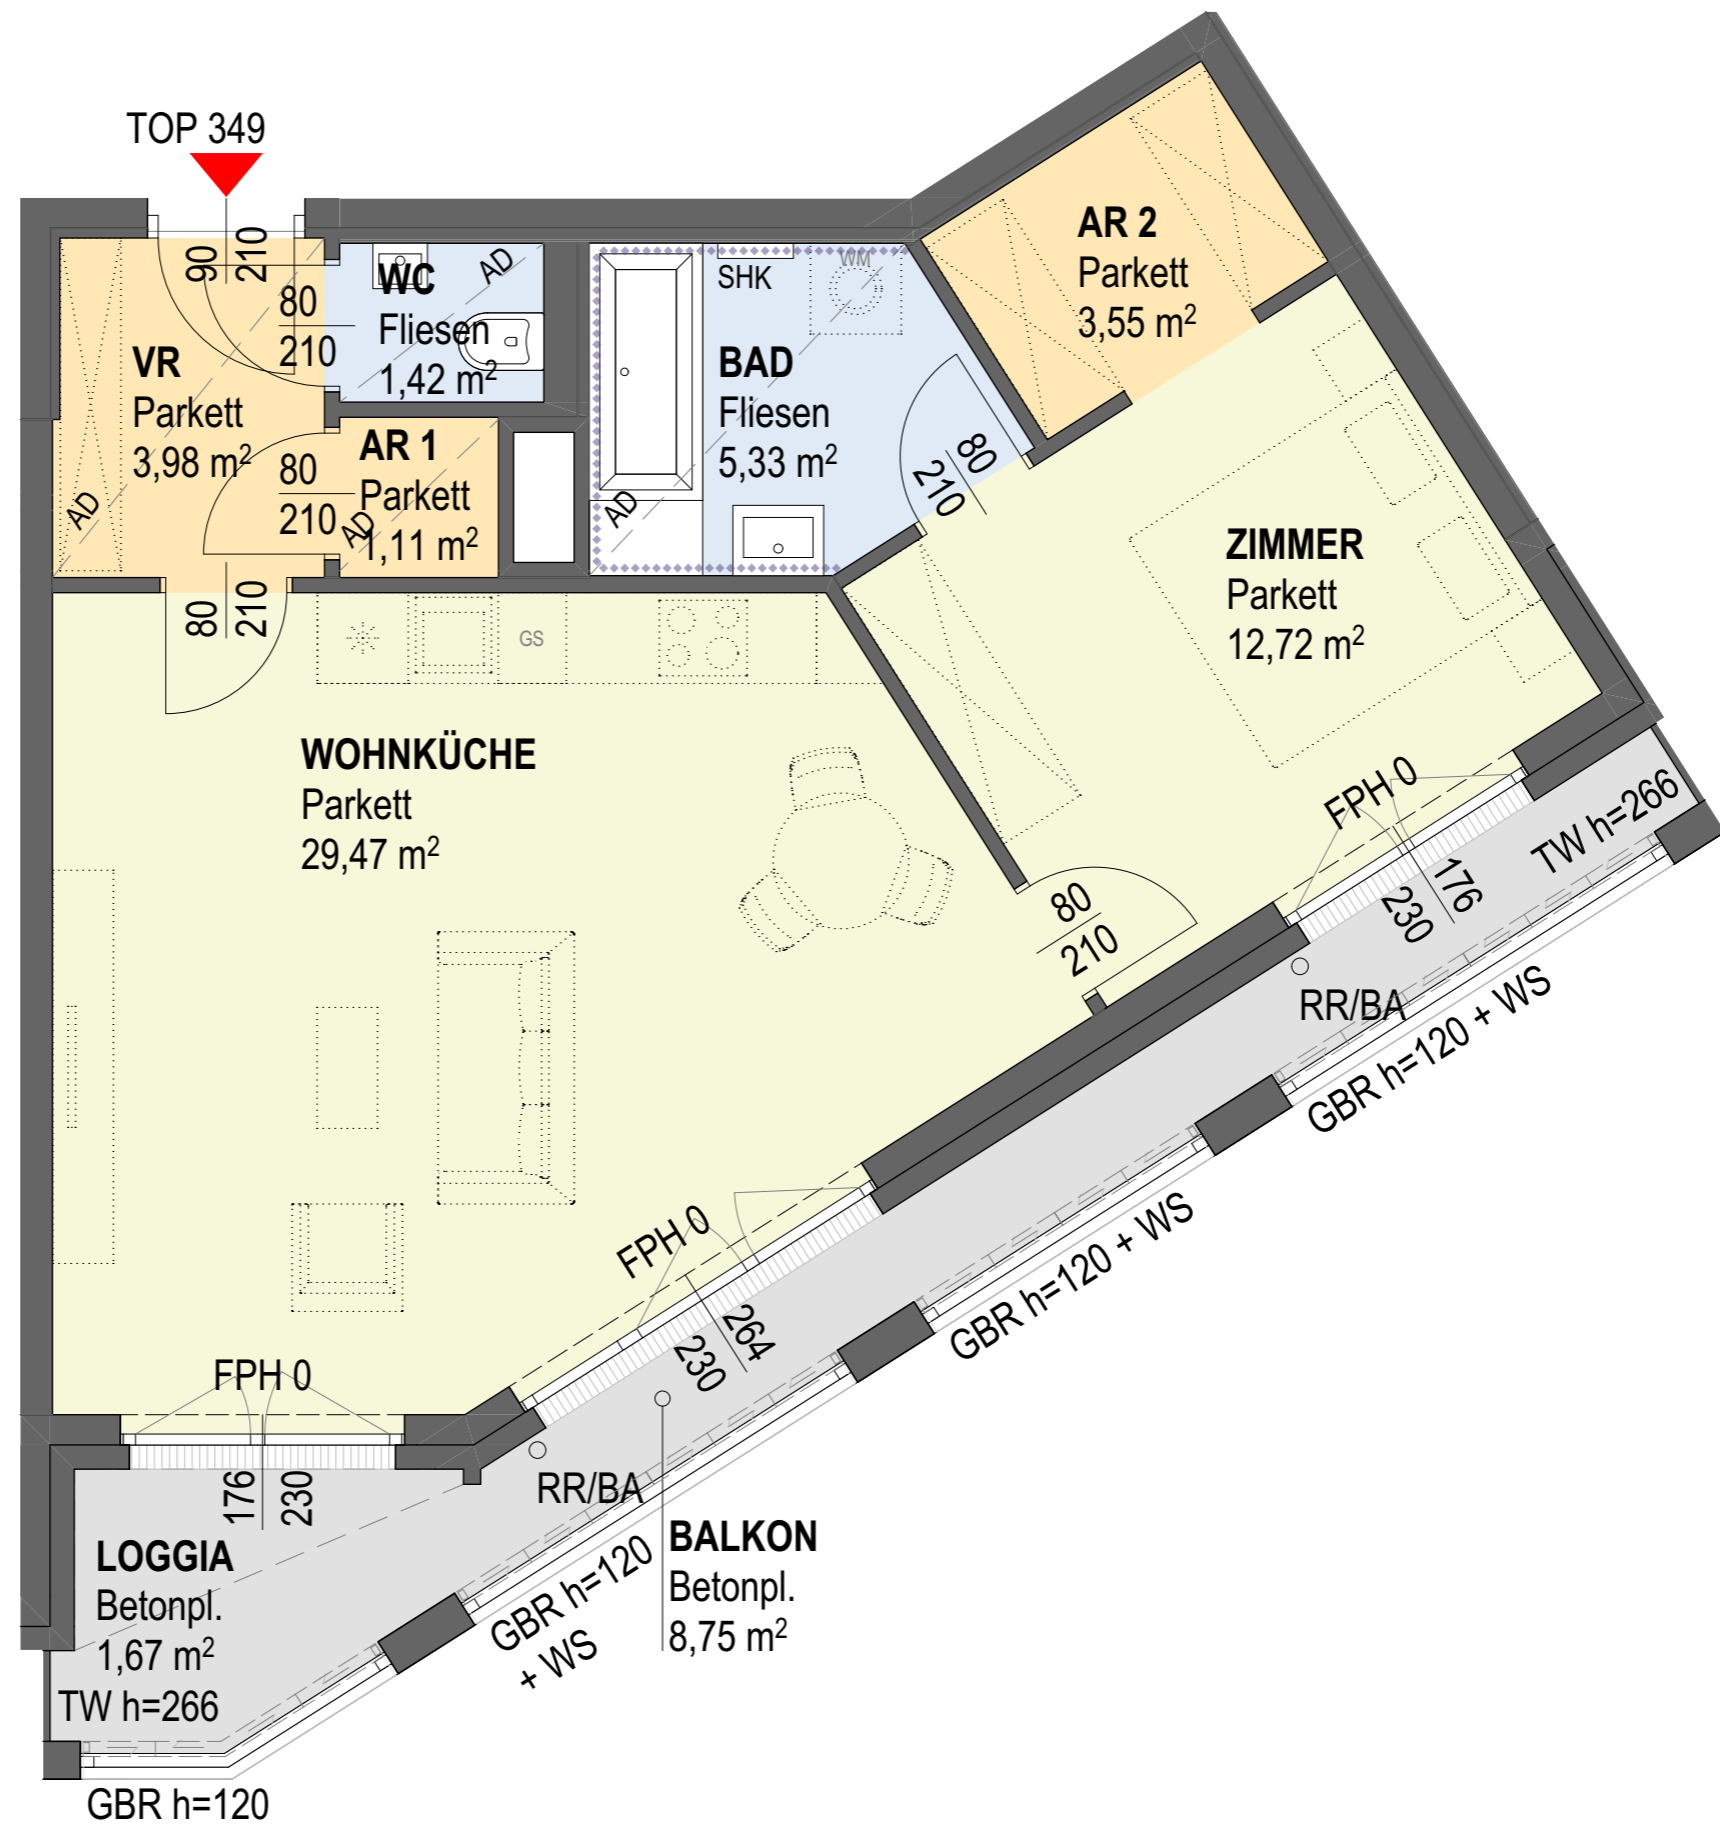 TOP 349
90
210
VR
Parkett
3,98 m²
AD
80
210
WC
Fliesen
1,42 m²
AD
80
210
AR 1
Parkett
1,11 m²
AD
80
210
SHK
WM
BAD
Fliesen
5,33 m²
AD
80
210
AR 2
Parkett
3,55 m²
ZIMMER
Parkett
12,72 m²
GS
WOHNKÜCHE
Parkett
29,47 m²
80
210
FPH 0
176
230
TW h=266
RR/BA
GBR h=120 + WS
FPH 0
264
230
GBR h=120 + WS
FPH 0
176
230
RR/BA
LOGGIA
Betonpl.
1,67 m²
TW h=266
BALKON
Betonpl.
8,75 m²
GBR h=120
+ WS
GBR h=120